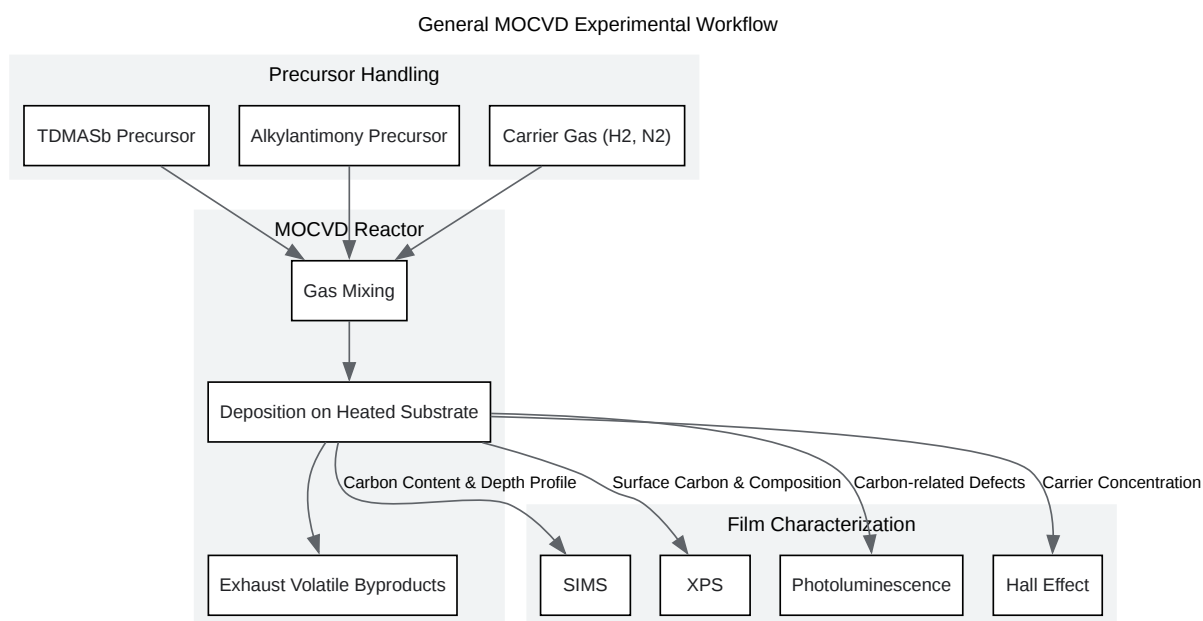 General MOCVD Experimental Workflow
Precursor Handling
TDMASb Precursor
Alkylantimony Precursor
Carrier Gas (H2, N2)
MOCVD Reactor
Gas Mixing
Deposition on Heated Substrate
Carbon Content & Depth Profile
Surface Carbon & Composition
Carbon-related Defects
Carrier Concentration
Film Characterization
Exhaust Volatile Byproducts
SIMS
XPS
Photoluminescence
Hall Effect